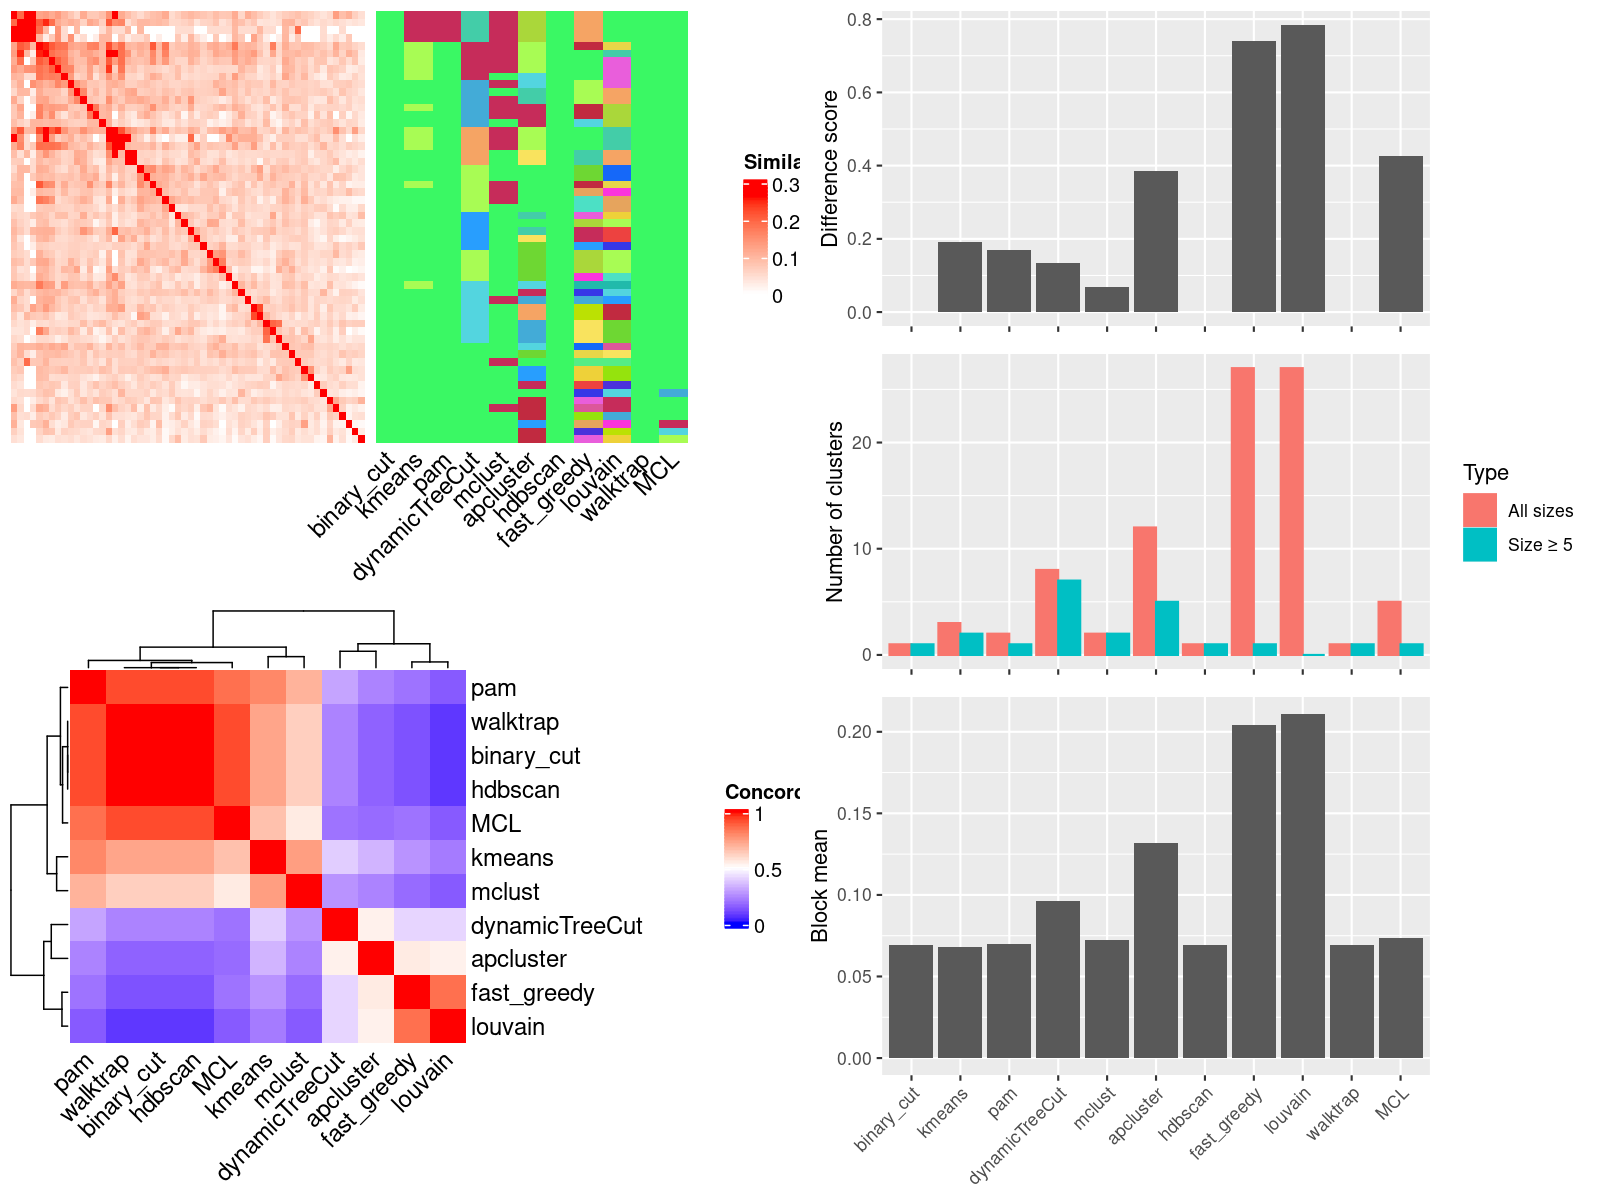 Simila
0.3
0.2
0.1
0
binary_cut
kmeans
pam
dynamicTreeCut
mclust
apcluster
hdbscan
fast_greedy
louvain
walktrap
MCL
pam
walktrap
binary_cut
hdbscan
MCL
kmeans
mclust
dynamicTreeCut
apcluster
fast_greedy
louvain
pam
walktrap
binary_cut
hdbscan
MCL
kmeans
mclust
dynamicTreeCut
apcluster
fast_greedy
louvain
Concord
1
0.5
0
Difference score
0.8
0.6
0.4
0.2
0.0
Number of clusters
20
10
0
Type
All sizes
Size ≥ 5
Block mean
0.20
0.15
0.10
0.05
0.00
binary_cut
kmeans
pam
dynamicTreeCut
mclust
apcluster
hdbscan
fast_greedy
louvain
walktrap
MCL